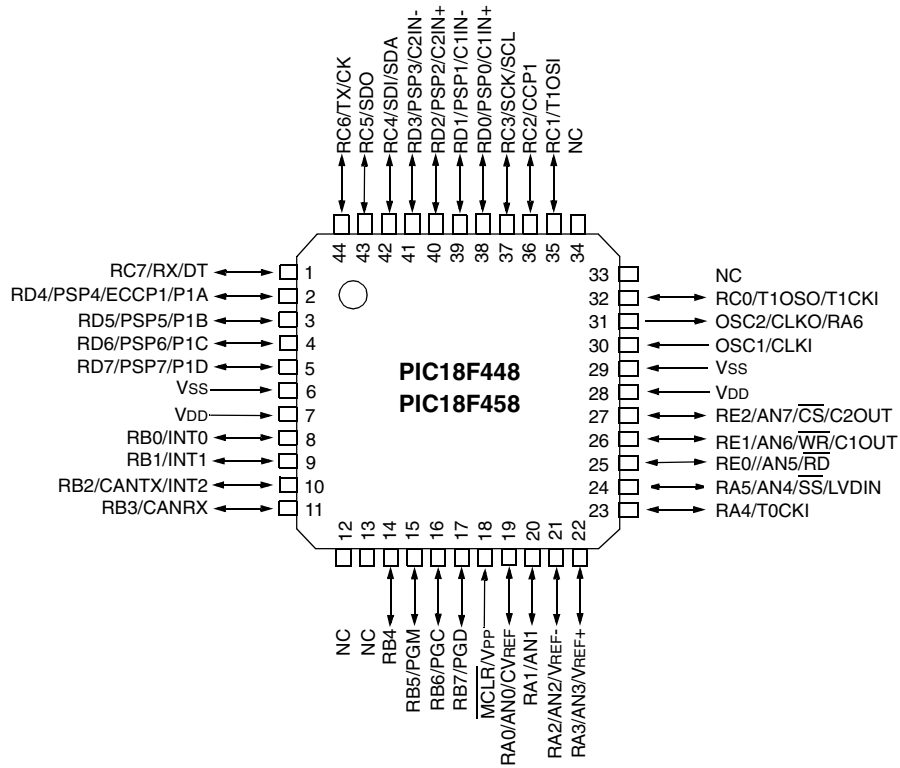 RC6/TX/CK
RC5/SDO
RC4/SDI/SDA
RD3/PSP3/C2IN-
RD2/PSP2/C2IN+
RD1/PSP1/C1IN-
RD0/PSP0/C1IN+
RC3/SCK/SCL
RC2/CCP1
RC1/T1OSI
NC
44
43
42
41
40
39
38
37
36
35
34
RC7/RX/DT 1
RD4/PSP4/ECCP1/P1A 2
RD5/PSP5/P1B 3
RD6/PSP6/P1C 4
RD7/PSP7/P1D 5
VSS 6
VDD 7
RB0/INT0 8
RB1/INT1 9
RB2/CANTX/INT2 10
RB3/CANRX 11
PIC18F448
PIC18F458
33 NC
32 RC0/T1OSO/T1CKI
31 OSC2/CLKO/RA6
30 OSC1/CLKI
29 VSS
28 VDD
27 RE2/AN7/CS/C2OUT
26 RE1/AN6/WR/C1OUT
25 RE0//AN5/RD
24 RA5/AN4/SS/LVDIN
23 RA4/T0CKI
12
13
14
15
16
17
18
19
20
21
22
NC
NC
RB4
RB5/PGM
RB6/PGC
RB7/PGD
MCLR/VPP
RA0/AN0/CVREF
RA1/AN1
RA2/AN2/VREF-
RA3/AN3/VREF+